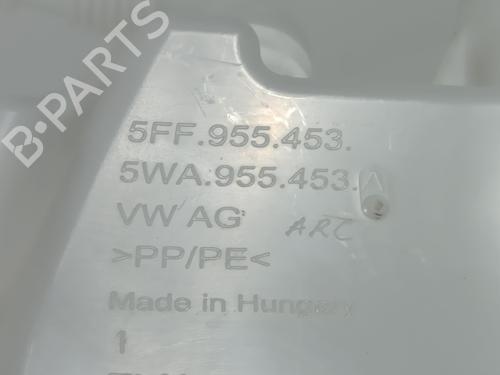 B-PARTS
5FF.955.453.
5WA.955.453.A
VW AG
ARC
>PP/PE<
Made in Hungary
1